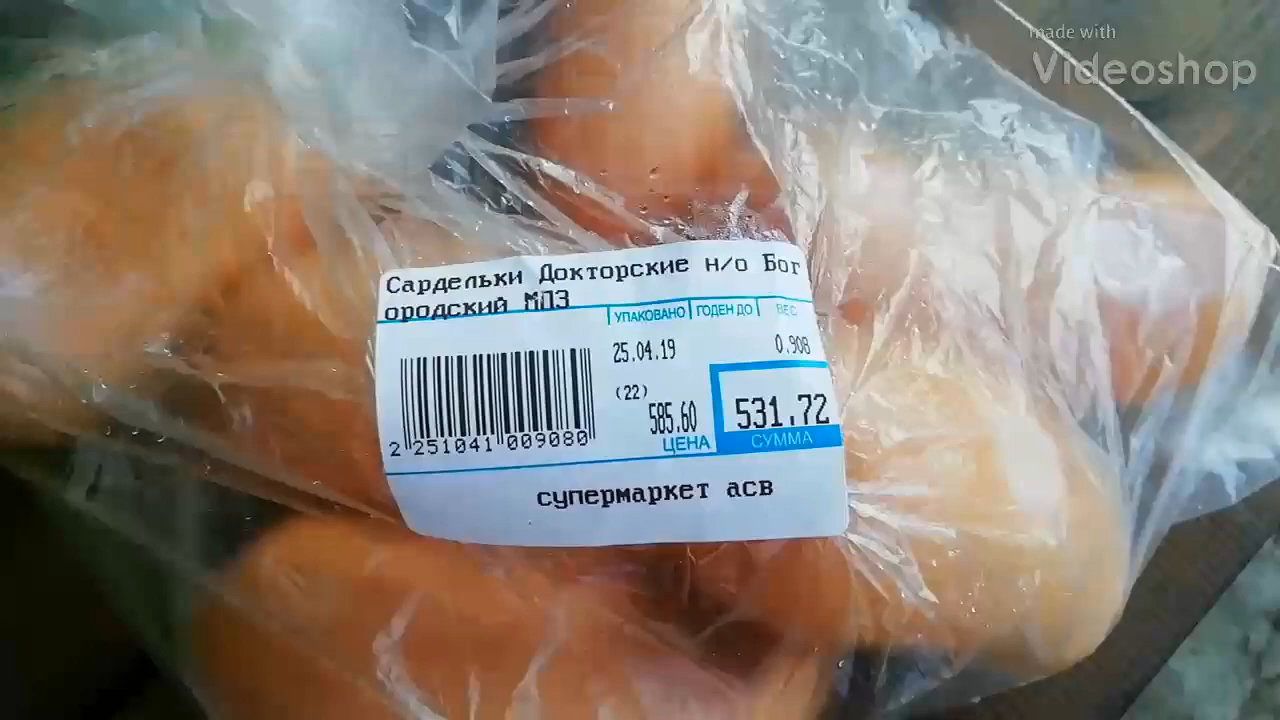 made with
Videoshop
Сардельки Докторские н/о Бог
ородский МПЗ
УПАКОВАНО ГОДЕН ДО ВЕС
25.04.19 0,908
(22)
585.60 531,72
ЦЕНА СУММА
2 251041 009080
супермаркет асв